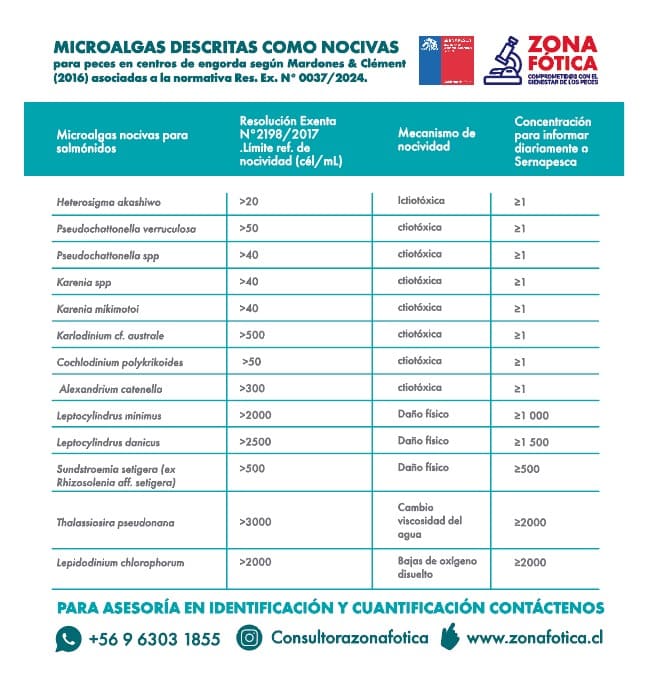 MICROALGAS DESCRITAS COMO NOCIVAS
para peces en centros de engorda según Mardones & Clément
(2016) asociadas a la normativa Res. Ex. N° 0037/2024.
ZONA
FÓTICA
COMPROMETIDOS CON EL
BIENESTAR DE LOS PECES
Microalgas nocivas para
salmónidos
Resolución Exenta
N°2198/2017
.Límite ref. de
nocividad (cél/mL)
Mecanismo de
nocividad
Concentración
para informar
diariamente a
Sernapesca
Heterosigma akashiwo >20 Ictiotóxica ≥1
Pseudochattonella verruculosa >50 ctiotóxica ≥1
Pseudochattonella spp >40 ctiotóxica ≥1
Karenia spp >40 ctiotóxica ≥1
Karenia mikimotoi >40 ctiotóxica ≥1
Karlodinium cf. australe >500 ctiotóxica ≥1
Cochlodinium polykrikoides >50 ctiotóxica ≥1
Alexandrium catenello >300 ctiotóxica ≥1
Leptocylindrus minimus >2000 Daño físico ≥1 000
Leptocylindrus danicus >2500 Daño físico ≥1 500
Sundstroemia setigera (ex
Rhizosolenia aff. setigera)
>500 Daño físico ≥500
Thalassiosira pseudonana >3000
Cambio
viscosidad del
agua
≥2000
Lepidodinium chlorophorum >2000
Bajas de oxígeno
disuelto
≥2000
PARA ASESORÍA EN IDENTIFICACIÓN Y CUANTIFICACIÓN CONTÁCTENOS
+56 9 6303 1855 Consultorazonafotica www.zonafotica.cl